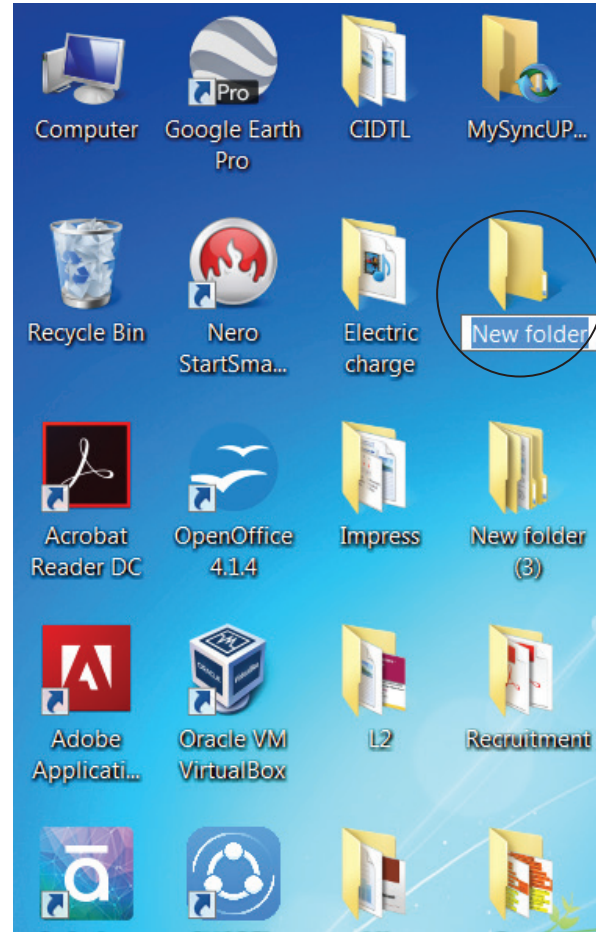 Pro
Computer Google Earth CIDTL MySyncUP...
Pro
Recycle Bin Nero Electric New folder
StartSma... charge
Acrobat OpenOffice Impress New folder
Reader DC 4.1.4 (3)
Adobe Oracle VM L2 Recruitment
Applicati... VirtualBox
ā